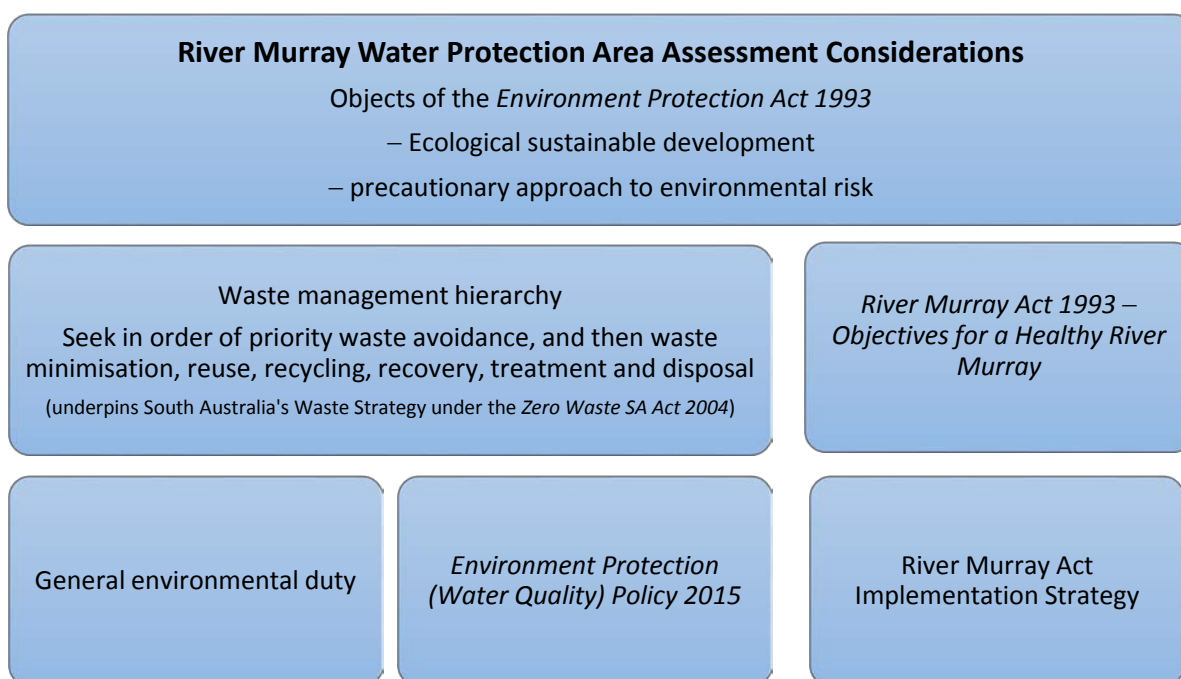 River Murray Water Protection Area Assessment Considerations
Objects of the Environment Protection Act 1993
– Ecological sustainable development
– precautionary approach to environmental risk
Waste management hierarchy
Seek in order of priority waste avoidance, and then waste
minimisation, reuse, recycling, recovery, treatment and disposal
(underpins South Australia's Waste Strategy under the Zero Waste SA Act 2004)
River Murray Act 1993 –
Objectives for a Healthy River
Murray
General environmental duty
Environment Protection
(Water Quality) Policy 2015
River Murray Act
Implementation Strategy